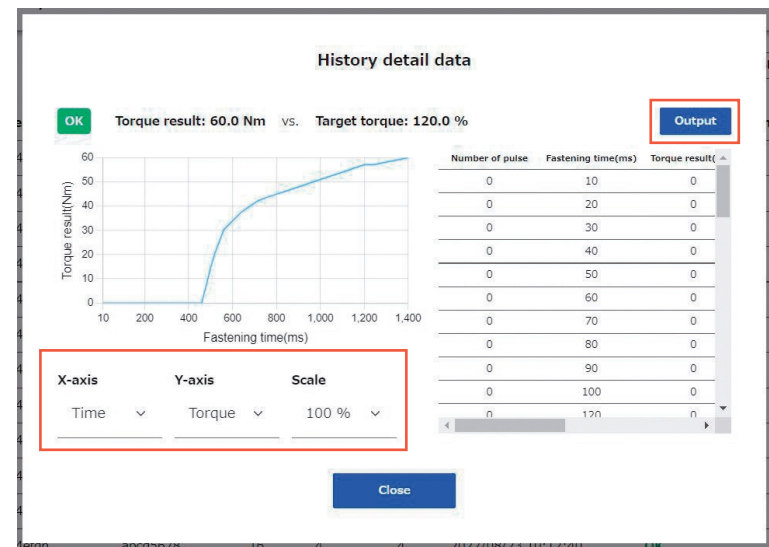 History detail data
OK Torque result: 60.0 Nm vs. Target torque: 120.0 % Output
60
50
40
30
20
10
0
Torque result(Nm)
10 200 400 600 800 1,000 1,200 1,400
Fastening time(ms)
Number of pulse Fastening time(ms) Torque result(
0 10 0
0 20 0
0 30 0
0 40 0
0 50 0
0 60 0
0 70 0
0 80 0
0 90 0
0 100 0
0 120 0
X-axis Y-axis Scale
Time Torque 100 %
Close